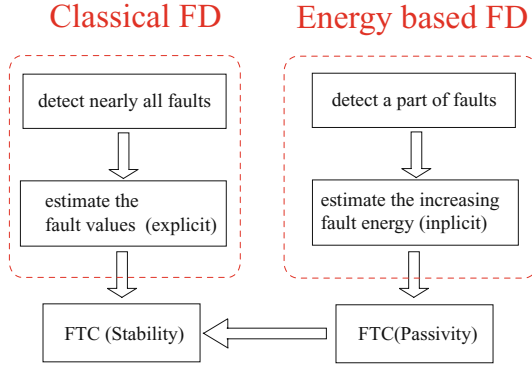 Classical FD
Energy based FD
detect nearly all faults
detect a part of faults
estimate the
fault values (explicit)
estimate the increasing
fault energy (inplicit)
FTC (Stability)
FTC(Passivity)